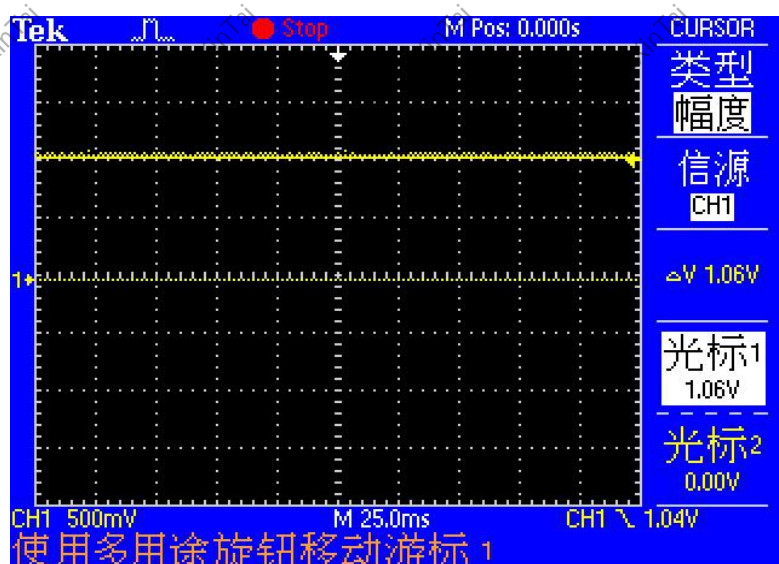 Tek Stop M Pos: 0.000s CURSOR
类型
幅度
信源
CH1
△V 1.06V
光标1
1.06V
光标2
0.00V
1
CH1 500mV M 25.0ms CH1 1.04V
使用多用途旋钮移动游标 1